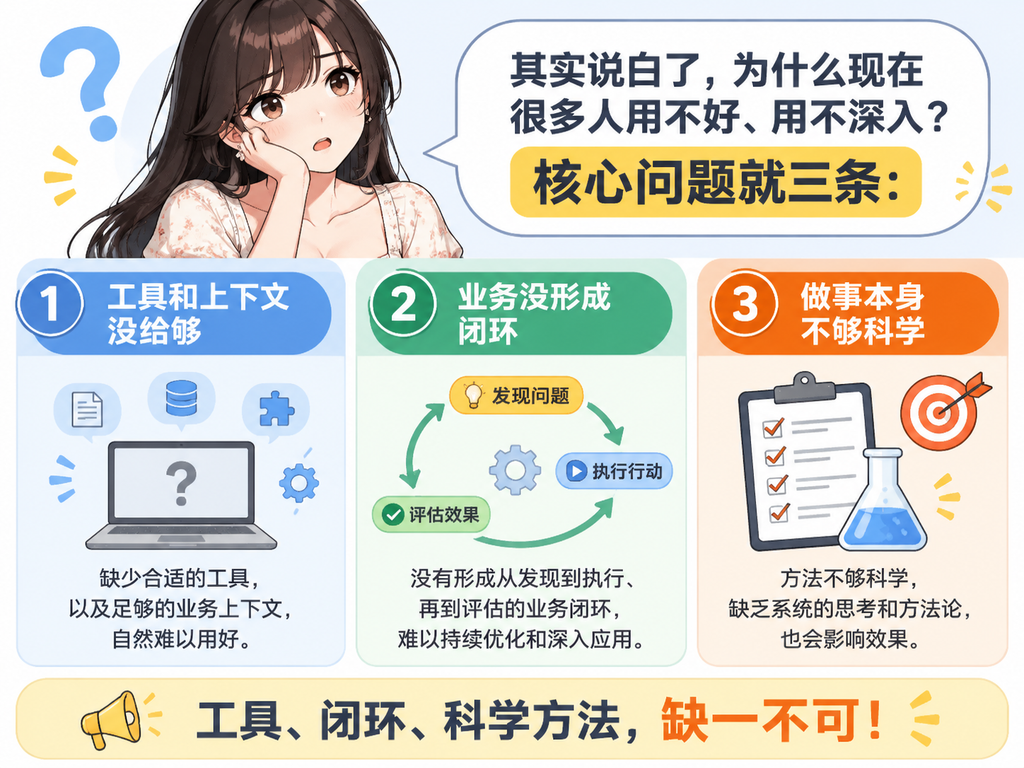 ?
其实说白了，为什么现在
很多人用不好、用不深入？
核心问题就三条：
1
工具和上下文
没给够
?
缺少合适的工具，
以及足够的业务上下文，
自然难以用好。
2
业务没形成
闭环
发现问题
执行行动
评估效果
没有形成从发现到执行、
再到评估的业务闭环，
难以持续优化和深入应用。
3
做事本身
不够科学
方法不够科学，
缺乏系统的思考和方法论，
也会影响效果。
工具、闭环、科学方法，缺一不可！